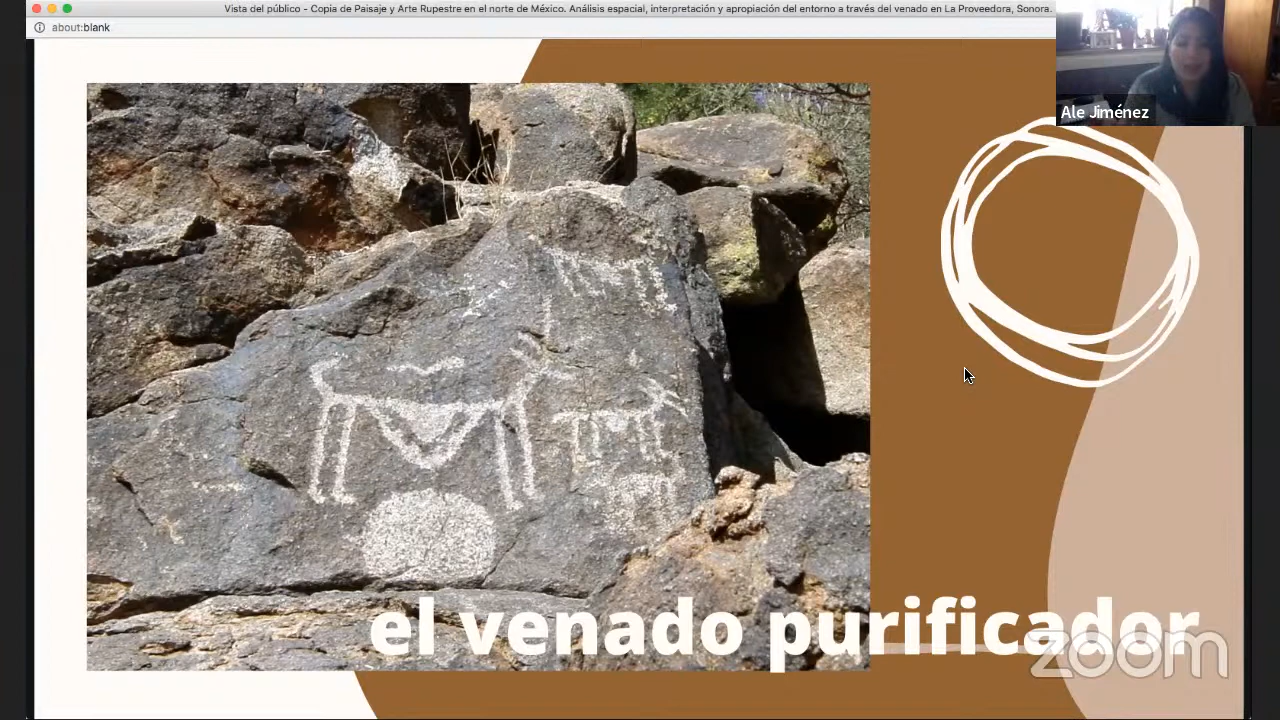 Vista del público - Copia de Paisaje y Arte Rupestre en el norte de México. Análisis espacial, interpretación y apropiación del entorno a través del venado en La Proveedora, Sonora.
about:blank
Ale Jiménez
el venado purificador
zoom